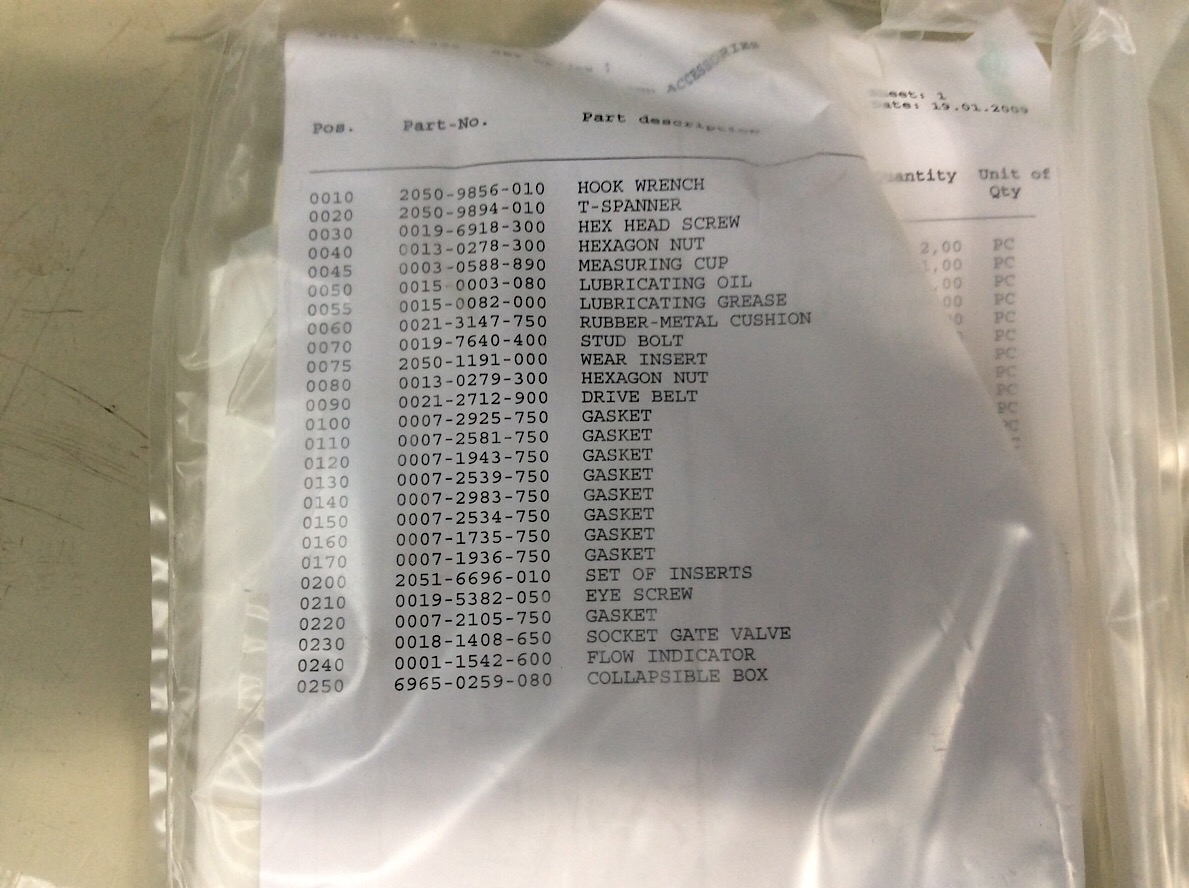 ACCESSORIES
Sheet: 1
Date: 19.01.2009
Pos. Part-No. Part description Quantity Unit of
Qty
0010 2050-9856-010 HOOK WRENCH
0020 2050-9894-010 T-SPANNER
0030 0019-6918-300 HEX HEAD SCREW
0040 0013-0278-300 HEXAGON NUT
0045 0003-0588-890 MEASURING CUP
0050 0015-0003-080 LUBRICATING OIL
0055 0015-0082-000 LUBRICATING GREASE
0060 0021-3147-750 RUBBER-METAL CUSHION
0070 0019-7640-400 STUD BOLT
0075 2050-1191-000 WEAR INSERT
0080 0013-0279-300 HEXAGON NUT
0090 0021-2712-900 DRIVE BELT
0100 0007-2925-750 GASKET
0110 0007-2581-750 GASKET
0120 0007-1943-750 GASKET
0130 0007-2539-750 GASKET
0140 0007-2983-750 GASKET
0150 0007-2534-750 GASKET
0160 0007-1735-750 GASKET
0170 0007-1936-750 GASKET
0200 2051-6696-010 SET OF INSERTS
0210 0019-5382-050 EYE SCREW
0220 0007-2105-750 GASKET
0230 0018-1408-650 SOCKET GATE VALVE
0240 0001-1542-600 FLOW INDICATOR
0250 6965-0259-080 COLLAPSIBLE BOX
2,00 PC
1,00 PC
,00 PC
00 PC
PC
PC
PC
PC
PC